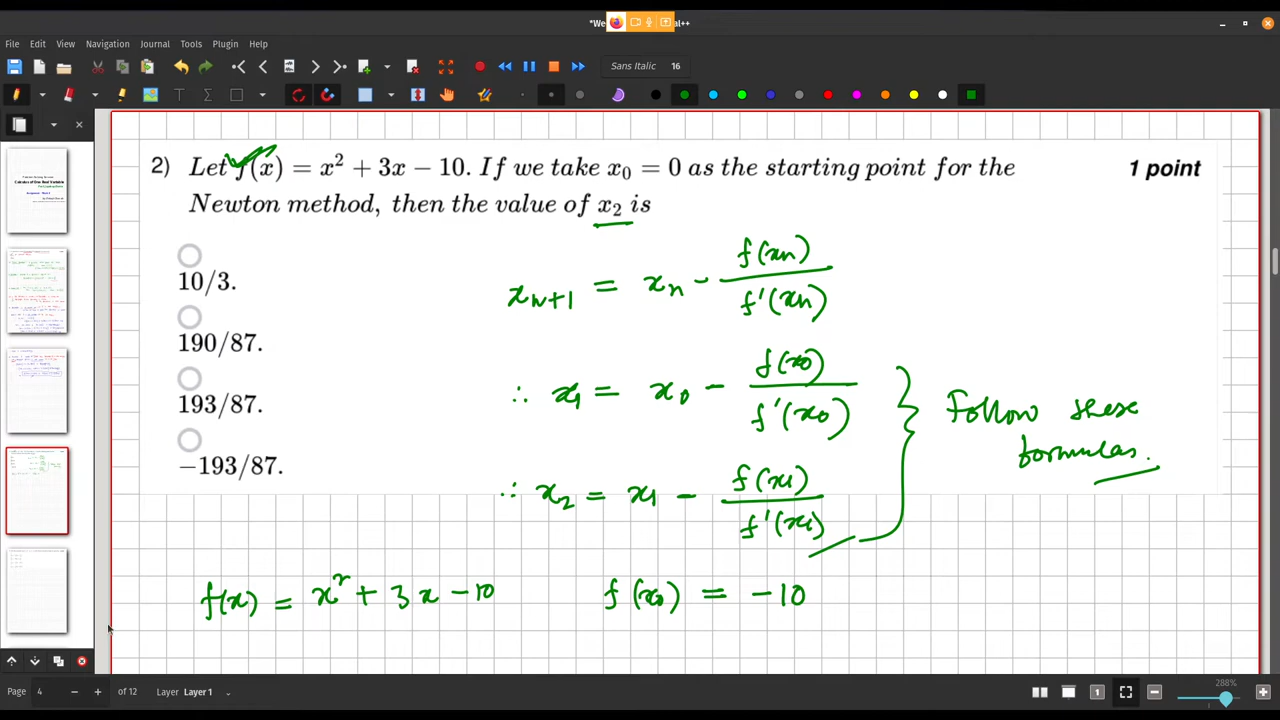 *We
al++
File Edit View Navigation Journal Tools Plugin Help
Sans Italic 16
2) Let f(x) = x² + 3x − 10. If we take x₀ = 0 as the starting point for the 1 point
Newton method, then the value of x₂ is
10/3.
190/87.
193/87.
−193/87.
xₙ₊₁ = xₙ − f(xₙ) / f'(xₙ)
∴ x₁ = x₀ − f(x₀) / f'(x₀)
∴ x₂ = x₁ − f(x₁) / f'(x₁)
Follow these
formulas.
f(x) = x² + 3x − 10 f(x₀) = −10
Page 4 of 12 Layer Layer 1
288%